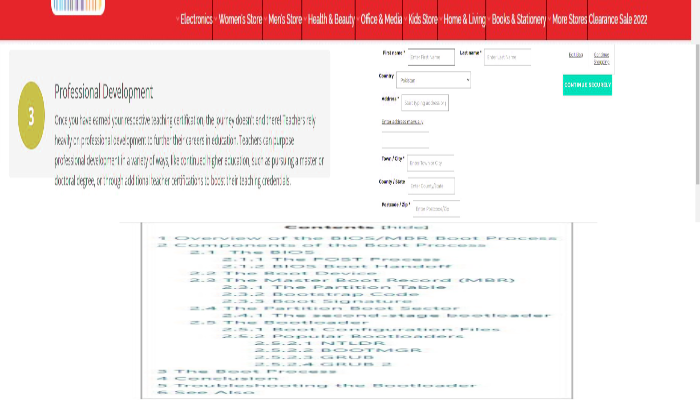 Electronics Women's Store Men's Store Health & Beauty Office & Media Kids Store Home & Living Books & Stationery More Stores Clearance Sale 2022
3
Professional Development
Once you have earned your respective teaching certification, the journey doesn't end there! Teachers rely
heavily on professional development to further their careers in education. Teachers can pursue
professional development in a variety of ways, like continued higher education, such as pursuing a master or
doctoral degree, or through additional teacher certifications to boost their teaching credentials.
First name * Enter First Name Last name * Enter Last Name
Country Pakistan
Address * Start typing address
Enter address manually
Town / City * Enter Town or City
County / State Enter County/State
Postcode / Zip * Enter Postcode/Zip
Continue
shopping
CONTINUE SECURELY
Contents [hide]
1 Overview of the BIOS/MBR Boot Process
2 Components of the Boot Process
2.1 The BIOS
2.1.1 The POST Process
2.1.2 BIOS Boot Handoff
2.2 The Boot Device
2.3 The Master Boot Record (MBR)
2.3.1 The Partition Table
2.3.2 Bootstrap Code
2.3.3 Boot Signature
2.4 The Partition Boot Sector
2.4.1 The second-stage bootloader
2.5 The Bootloader
2.5.1 Boot Configuration Files
2.5.2 Popular Bootloaders
2.5.2.1 NTLDR
2.5.2.2 BOOTMGR
2.5.2.3 GRUB
2.5.2.4 GRUB 2
3 The Boot Process
4 Conclusion
5 Troubleshooting the Bootloader
6 See Also